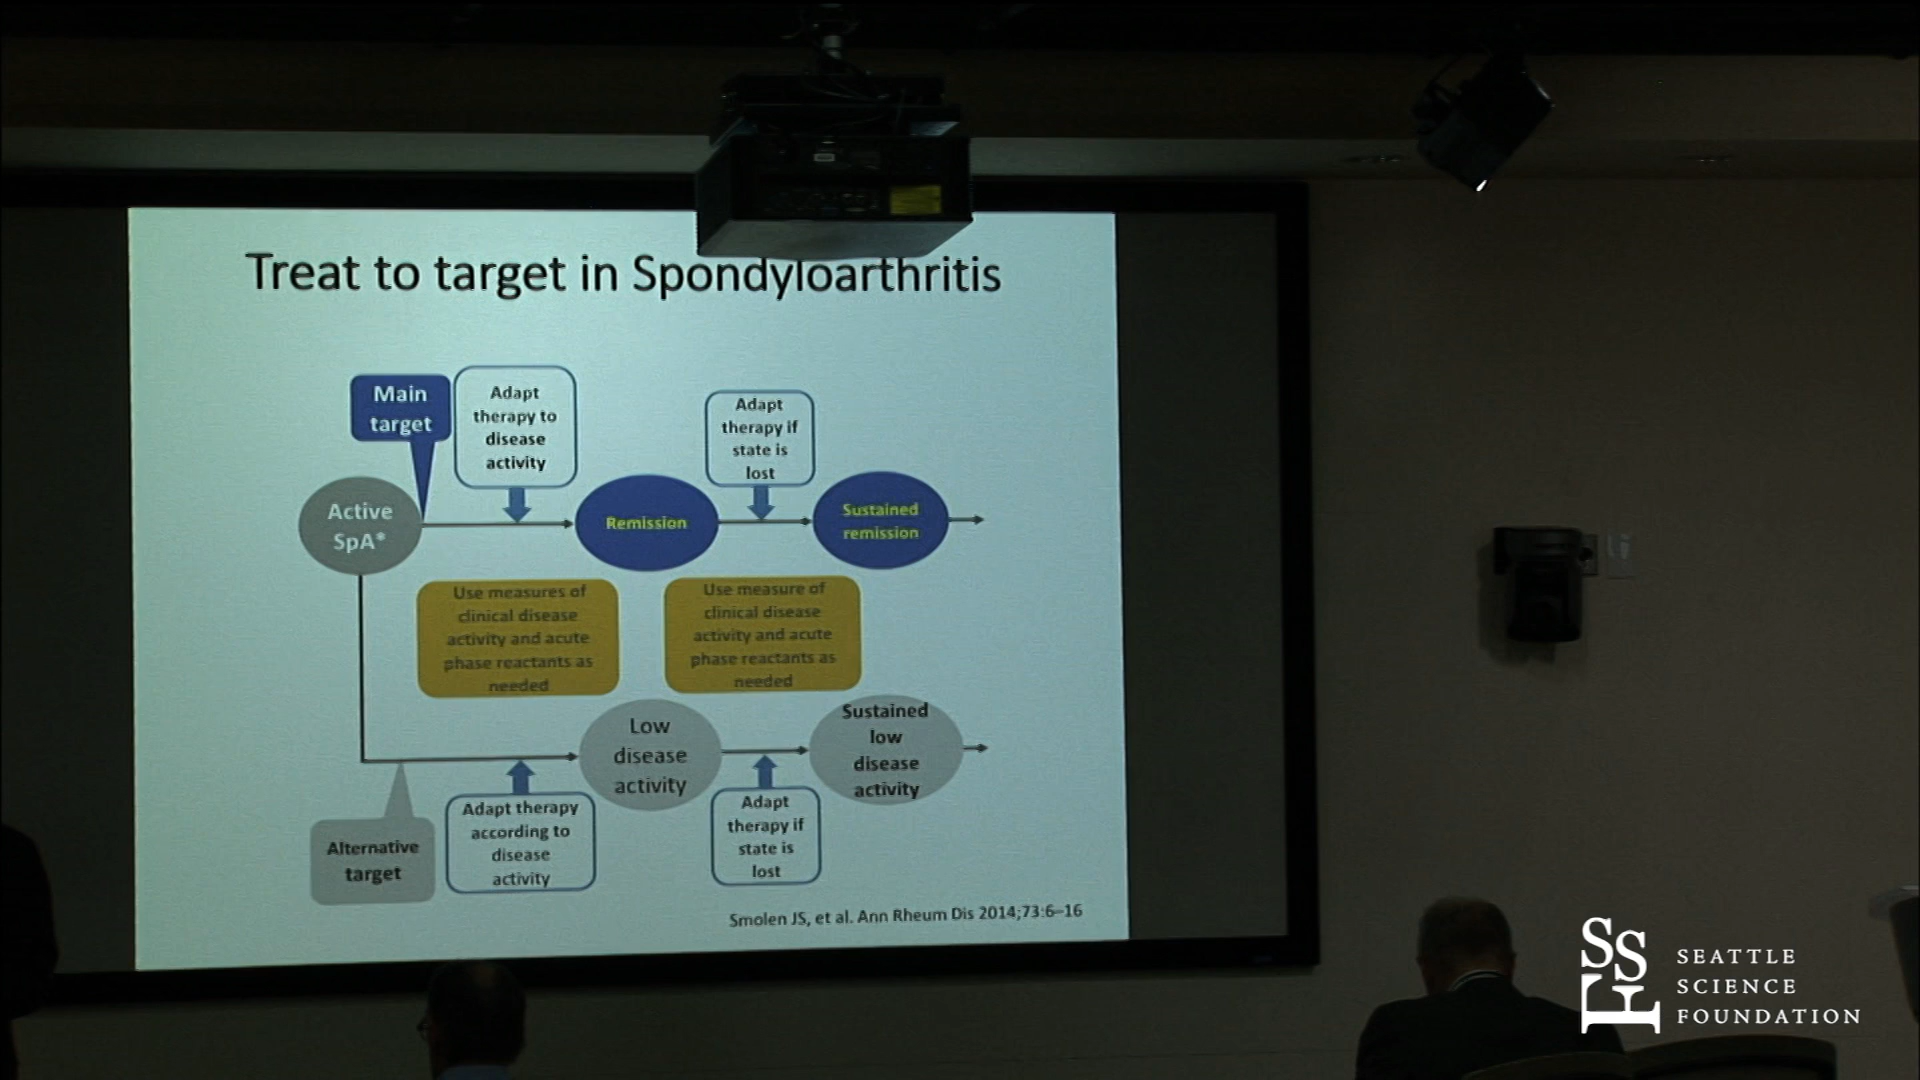 Treat to target in Spondyloarthritis
Main
target
Adapt
therapy to
disease
activity
Adapt
therapy if
state is
lost
Active
SpA*
Remission
Sustained
remission
Use measures of
clinical disease
activity and acute
phase reactants as
needed
Use measure of
clinical disease
activity and acute
phase reactants as
needed
Low
disease
activity
Sustained
low
disease
activity
Alternative
target
Adapt therapy
according to
disease
activity
Adapt
therapy if
state is
lost
Smolen JS, et al. Ann Rheum Dis 2014;73:6–16
SSF
SEATTLE
SCIENCE
FOUNDATION